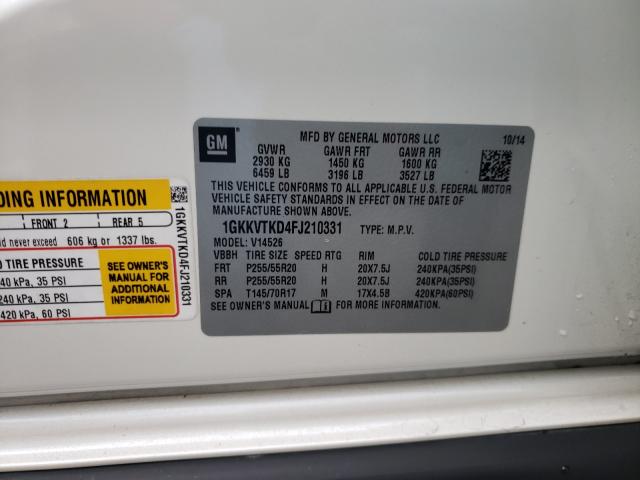 GM
MFD BY GENERAL MOTORS LLC
10/14
GVWR GAWR FRT GAWR RR
2930 KG 1450 KG 1600 KG
6459 LB 3196 LB 3527 LB
THIS VEHICLE CONFORMS TO ALL APPLICABLE U.S. FEDERAL MOTOR
VEHICLE SAFETY STANDARDS IN EFFECT ON THE DATE OF
MANUFACTURE SHOWN ABOVE.
1GKKVTKD4FJ210331 TYPE: M.P.V.
MODEL: V14526
VBBH TIRE SIZE SPEED RTG RIM COLD TIRE PRESSURE
FRT P255/55R20 H 20X7.5J 240KPA(35PSI)
RR P255/55R20 H 20X7.5J 240KPA(35PSI)
SPA T145/70R17 M 17X4.5B 420KPA(60PSI)
SEE OWNER'S MANUAL FOR MORE INFORMATION.
DING INFORMATION
FRONT 2 REAR 5
ld never exceed 606 kg or 1337 lbs.
TIRE PRESSURE
40 kPa, 35 PSI
240 kPa, 35 PSI
420 kPa, 60 PSI
SEE OWNER'S
MANUAL FOR
ADDITIONAL
INFORMATION
1GKKVTKD4FJ210331